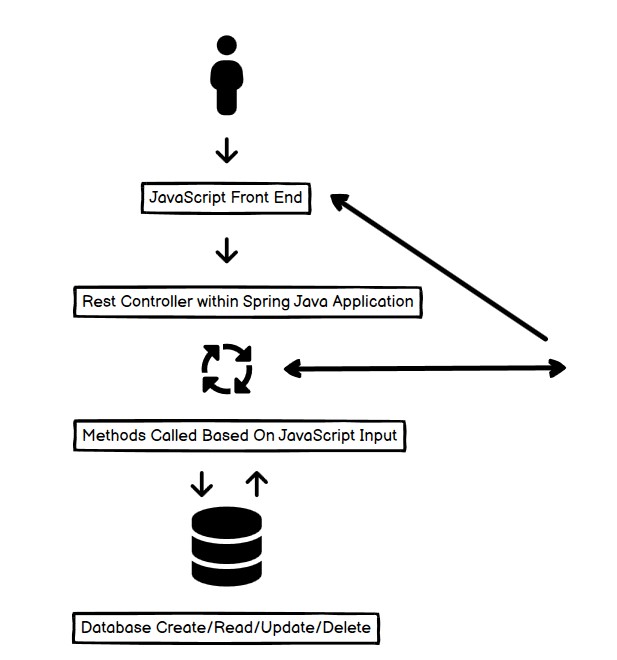 JavaScript Front End
Rest Controller within Spring Java Application
Methods Called Based On JavaScript Input
Database Create/Read/Update/Delete